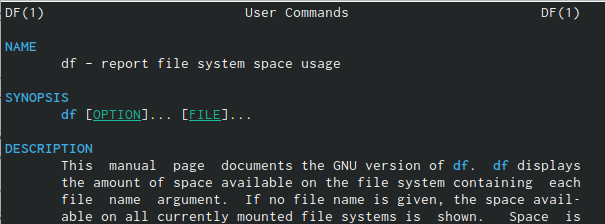 DF(1) User Commands DF(1)
NAME
df - report file system space usage
SYNOPSIS
df [OPTION]... [FILE]...
DESCRIPTION
This manual page documents the GNU version of df. df displays
the amount of space available on the file system containing each
file name argument. If no file name is given, the space avail-
able on all currently mounted file systems is shown. Space is